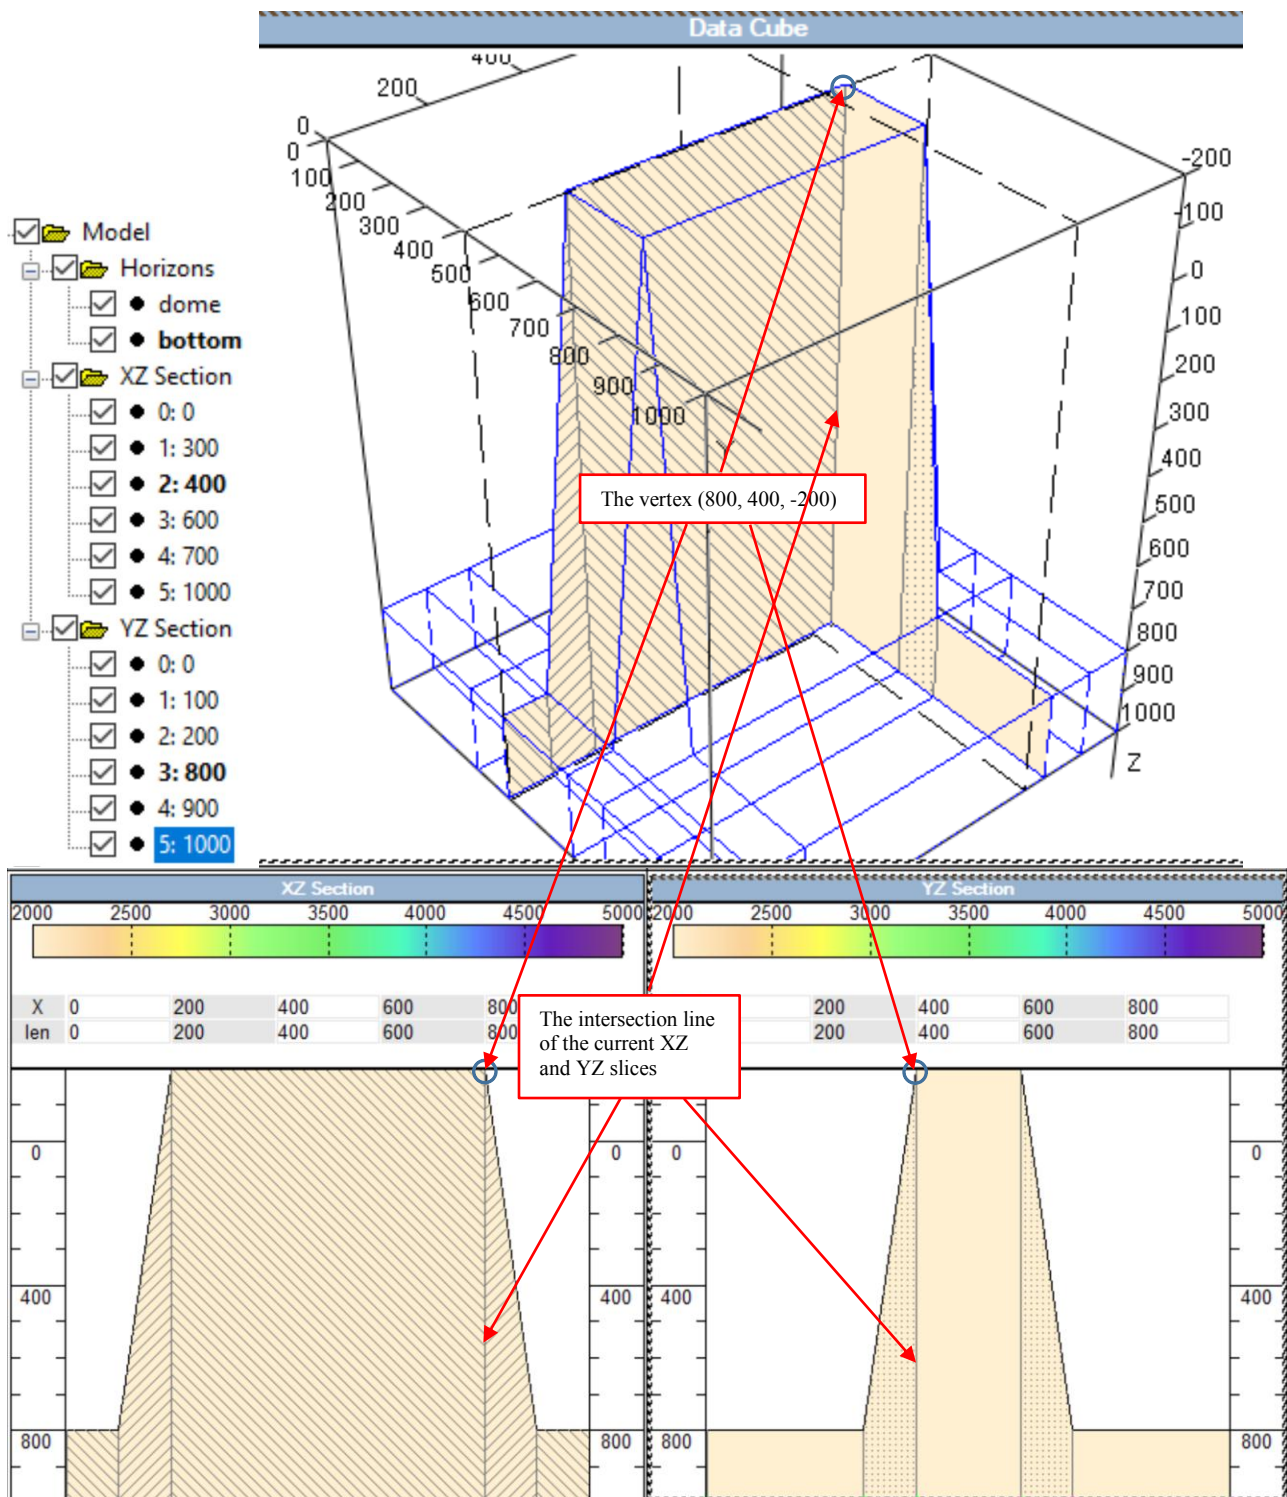 Data Cube
400
200
0
0
100
200
300
400
500
600
700
800
900
1000
Y
-200
-100
0
100
200
300
400
500
600
700
800
900
1000
Z
Model
Horizons
dome
bottom
XZ Section
0: 0
1: 300
2: 400
3: 600
4: 700
5: 1000
YZ Section
0: 0
1: 100
2: 200
3: 800
4: 900
5: 1000
The vertex (800, 400, -200)
XZ Section
2000 2500 3000 3500 4000 4500 5000
X 0 200 400 600 800
len 0 200 400 600 800
0 0
400 400
800 800
The intersection line
of the current XZ
and YZ slices
YZ Section
2000 2500 3000 3500 4000 4500 5000
200 400 600 800
200 400 600 800
0 0
400 400
800 800